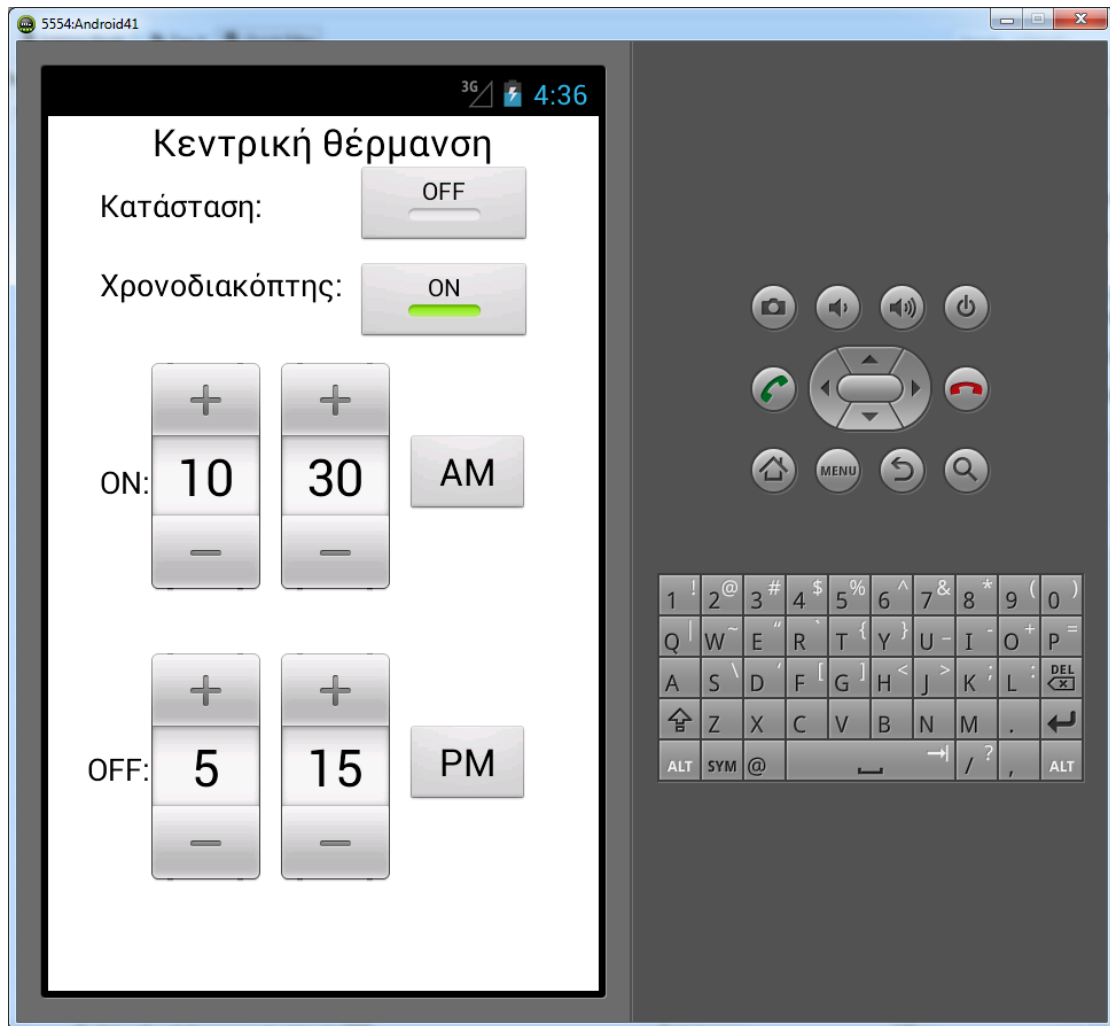 5554:Android41
3G 4:36
Κεντρική θέρμανση
Κατάσταση: OFF
Χρονοδιακόπτης: ON
ON: 10 30 AM
OFF: 5 15 PM
MENU
1 ! 2 @ 3 # 4 $ 5 % 6 ^ 7 & 8 * 9 ( 0 )
Q | W ~ E " R ` T { Y } U _ I - O + P =
A S \ D ' F [ G ] H < J > K ; L : DEL
Z X C V B N M .
ALT SYM @ / ? , ALT